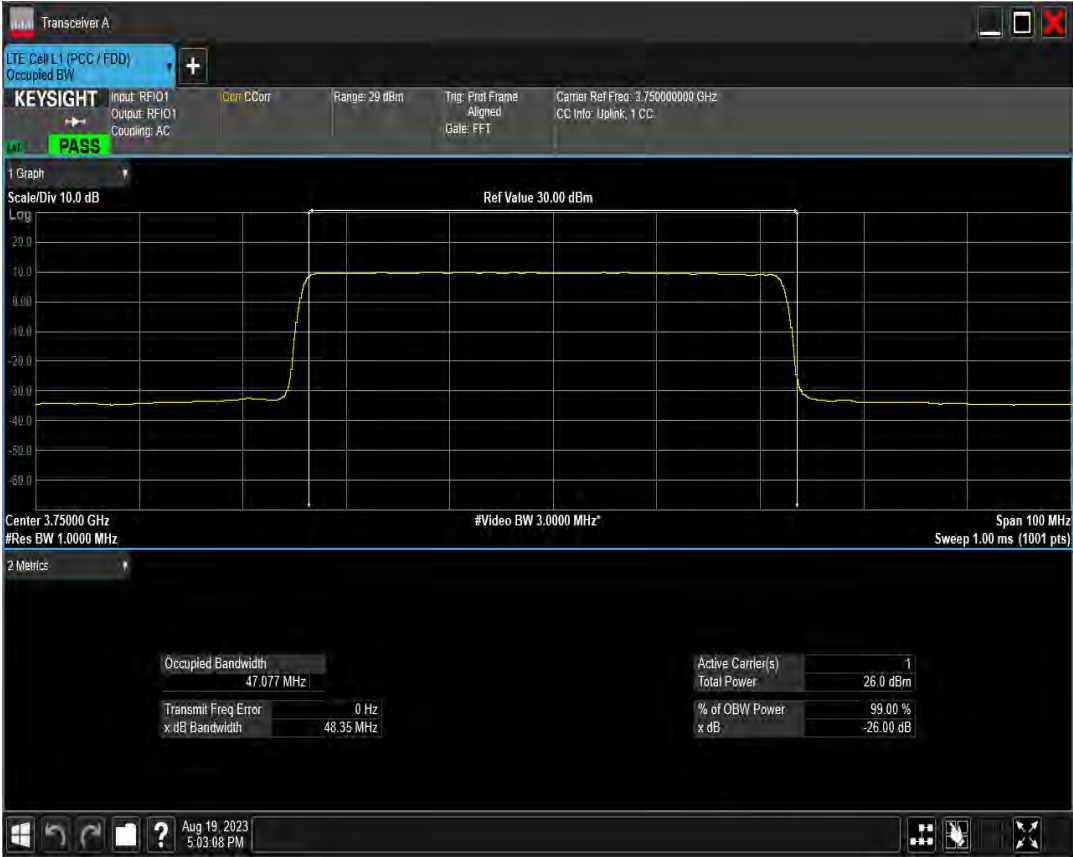 Transceiver A
LTE Cell L1 (PCC / FDD)
Occupied BW
+
KEYSIGHT
Input: RFIO1
Output: RFIO1
Coupling: AC
Corr CCorr
Range: 29 dBm
Trig: Prdt Frame
Aligned
Gate: FFT
Carrier Ref Freq: 3.750000000 GHz
CC Info: Uplink, 1 CC
PASS
1 Graph
Scale/Div 10.0 dB
Ref Value 30.00 dBm
Log
20.0
10.0
0.00
-10.0
-20.0
-30.0
-40.0
-50.0
-60.0
Center 3.75000 GHz
#Video BW 3.0000 MHz*
Span 100 MHz
#Res BW 1.0000 MHz
Sweep 1.00 ms (1001 pts)
2 Metrics
Occupied Bandwidth
47.077 MHz
Transmit Freq Error 0 Hz
x dB Bandwidth 48.35 MHz
Active Carrier(s) 1
Total Power 26.0 dBm
% of OBW Power 99.00 %
x dB -26.00 dB
?
Aug 19, 2023
5:03:08 PM